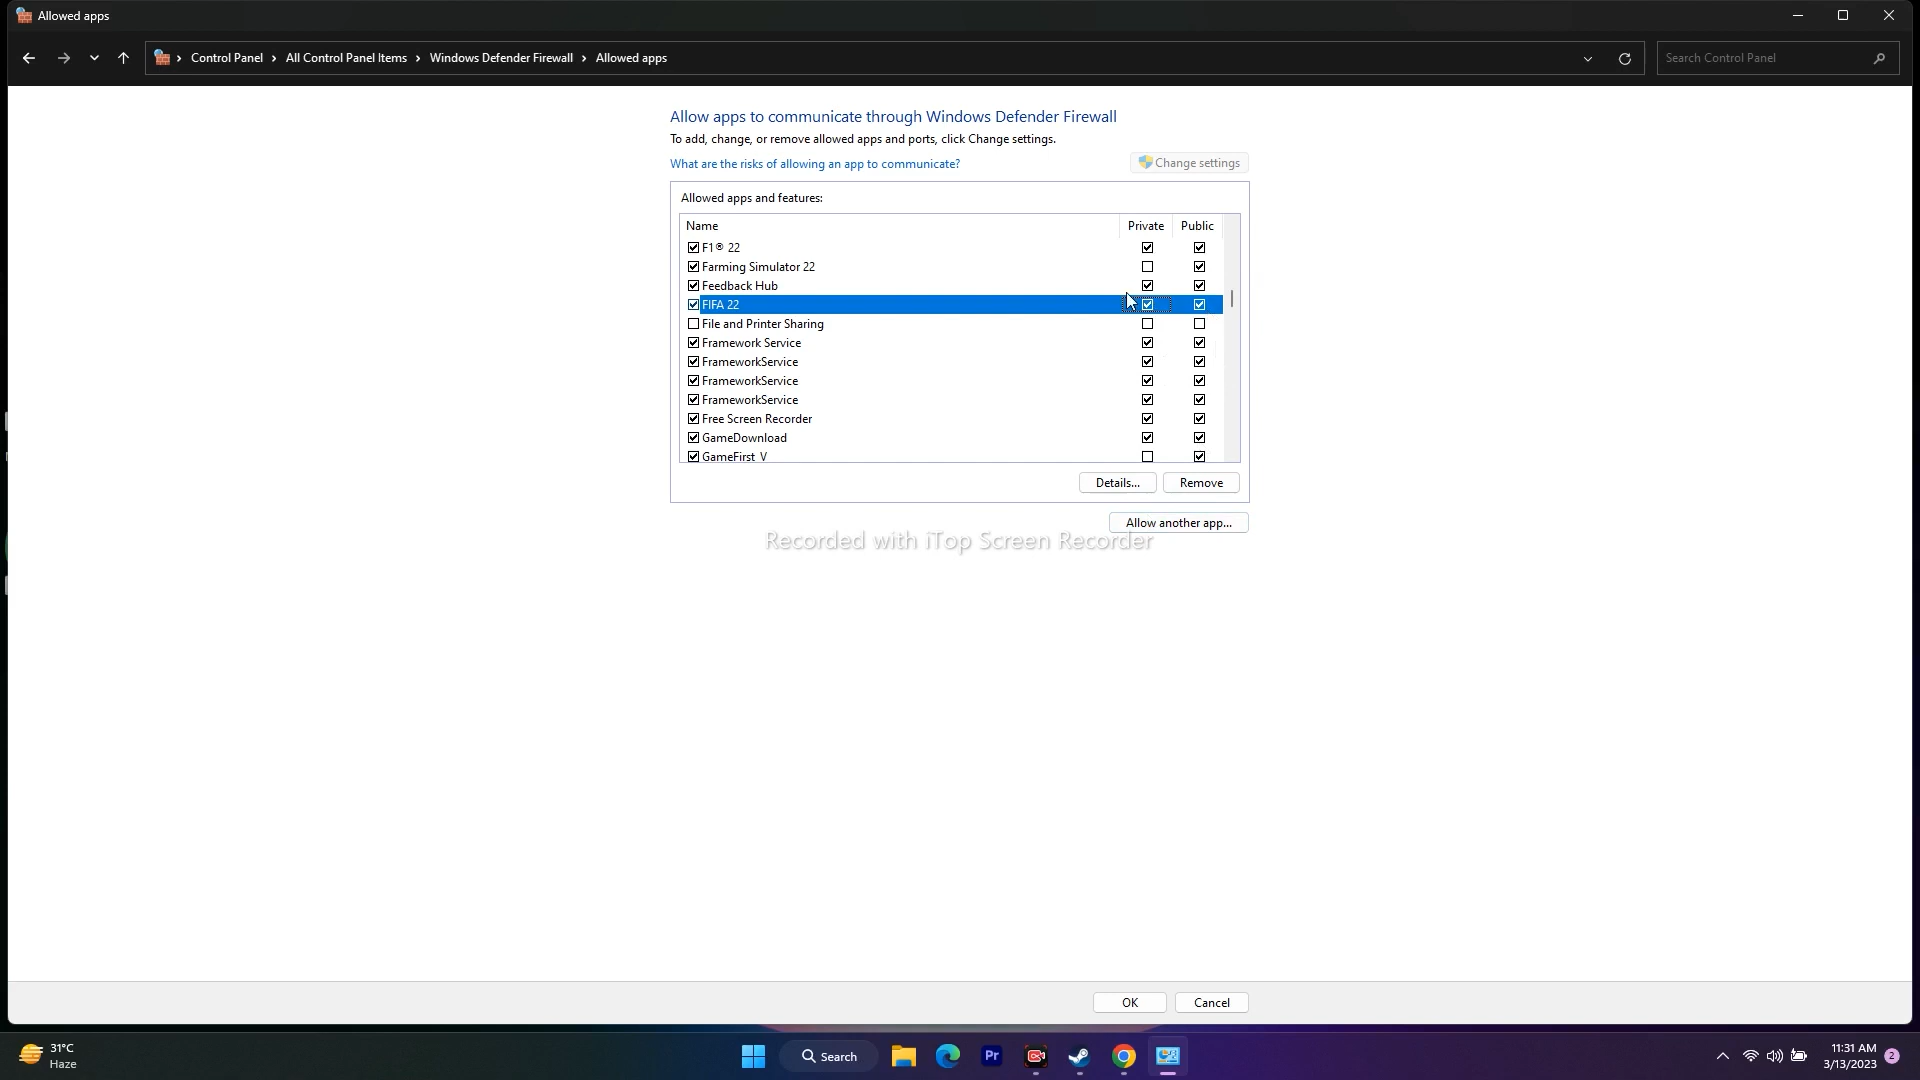 Allowed apps
Control Panel > All Control Panel Items > Windows Defender Firewall > Allowed apps
Search Control Panel
Allow apps to communicate through Windows Defender Firewall
To add, change, or remove allowed apps and ports, click Change settings.
What are the risks of allowing an app to communicate?
Change settings
Allowed apps and features:
Name Private Public
F1® 22
Farming Simulator 22
Feedback Hub
FIFA 22
File and Printer Sharing
Framework Service
FrameworkService
FrameworkService
FrameworkService
Free Screen Recorder
GameDownload
GameFirst V
Details... Remove
Allow another app...
Recorded with iTop Screen Recorder
OK Cancel
31°C
Haze
Search
Pr
11:31 AM
3/13/2023
2